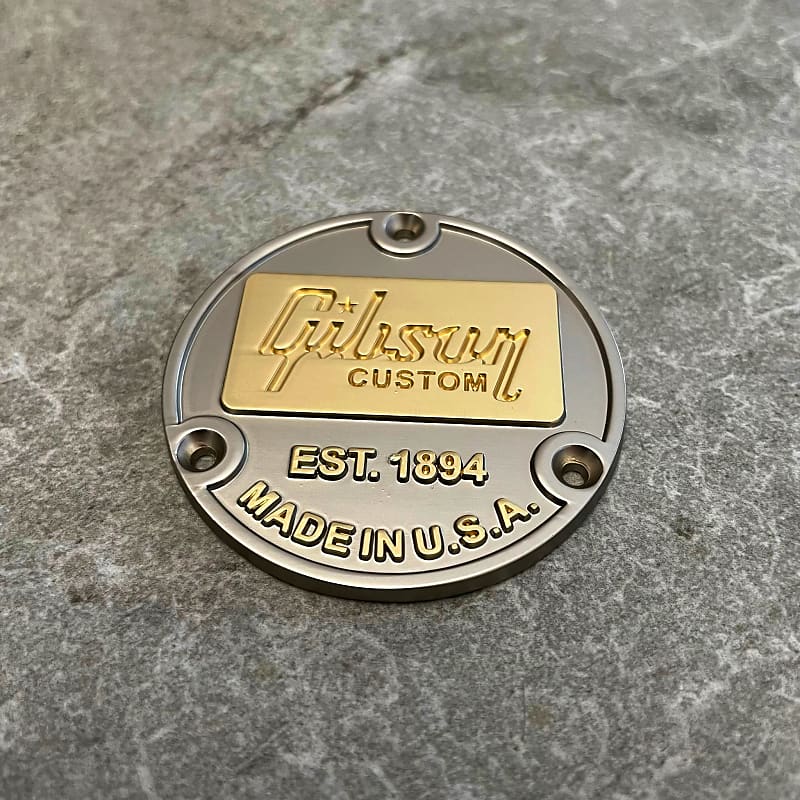 Gibson
CUSTOM
EST. 1894
MADE IN U.S.A.